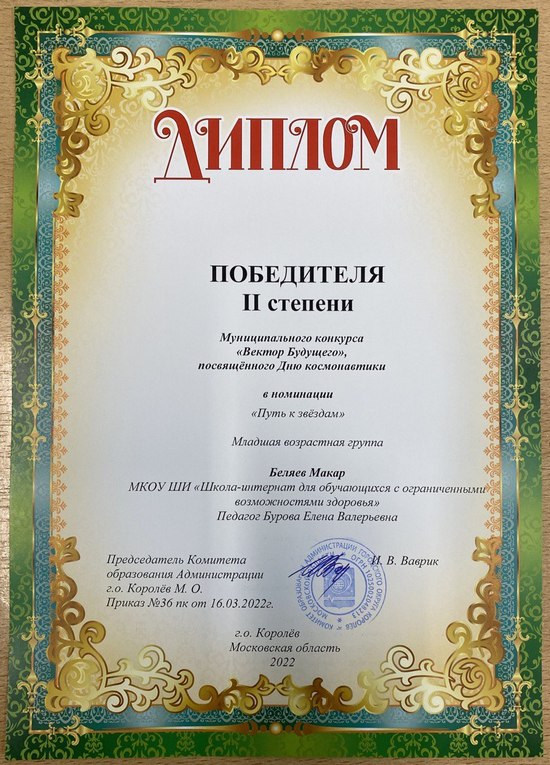 ДИПЛОМ
ПОБЕДИТЕЛЯ
II степени
Муниципального конкурса
«Вектор Будущего»,
посвящённого Дню космонавтики
в номинации
«Путь к звёздам»
Младшая возрастная группа
Беляев Макар
МКОУ ШИ «Школа-интернат для обучающихся с ограниченными
возможностями здоровья»
Педагог Бурова Елена Валерьевна
Председатель Комитета
образования Администрации
г.о. Королёв М. О.
Приказ №36 пк от 16.03.2022г.
И. В. Ваврик
г.о. Королёв
Московская область
2022